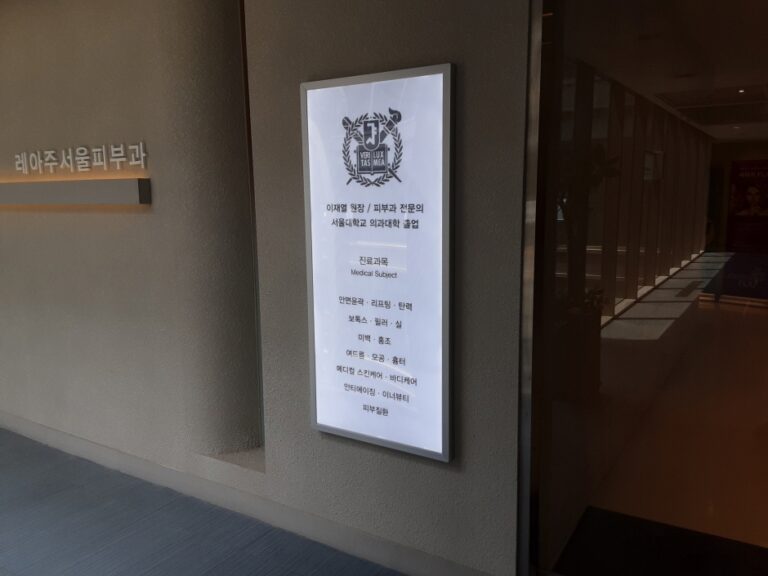 레아주서울피부과
VERI LUX
TAS MEA
이재열 원장 / 피부과 전문의
서울대학교 의과대학 졸업
진료과목
Medical Subject
안면윤곽 · 리프팅 · 탄력
보톡스 · 필러 · 실
미백 · 홍조
여드름 · 모공 · 흉터
메디컬 스킨케어 · 바디케어
안티에이징 · 이너뷰티
피부질환